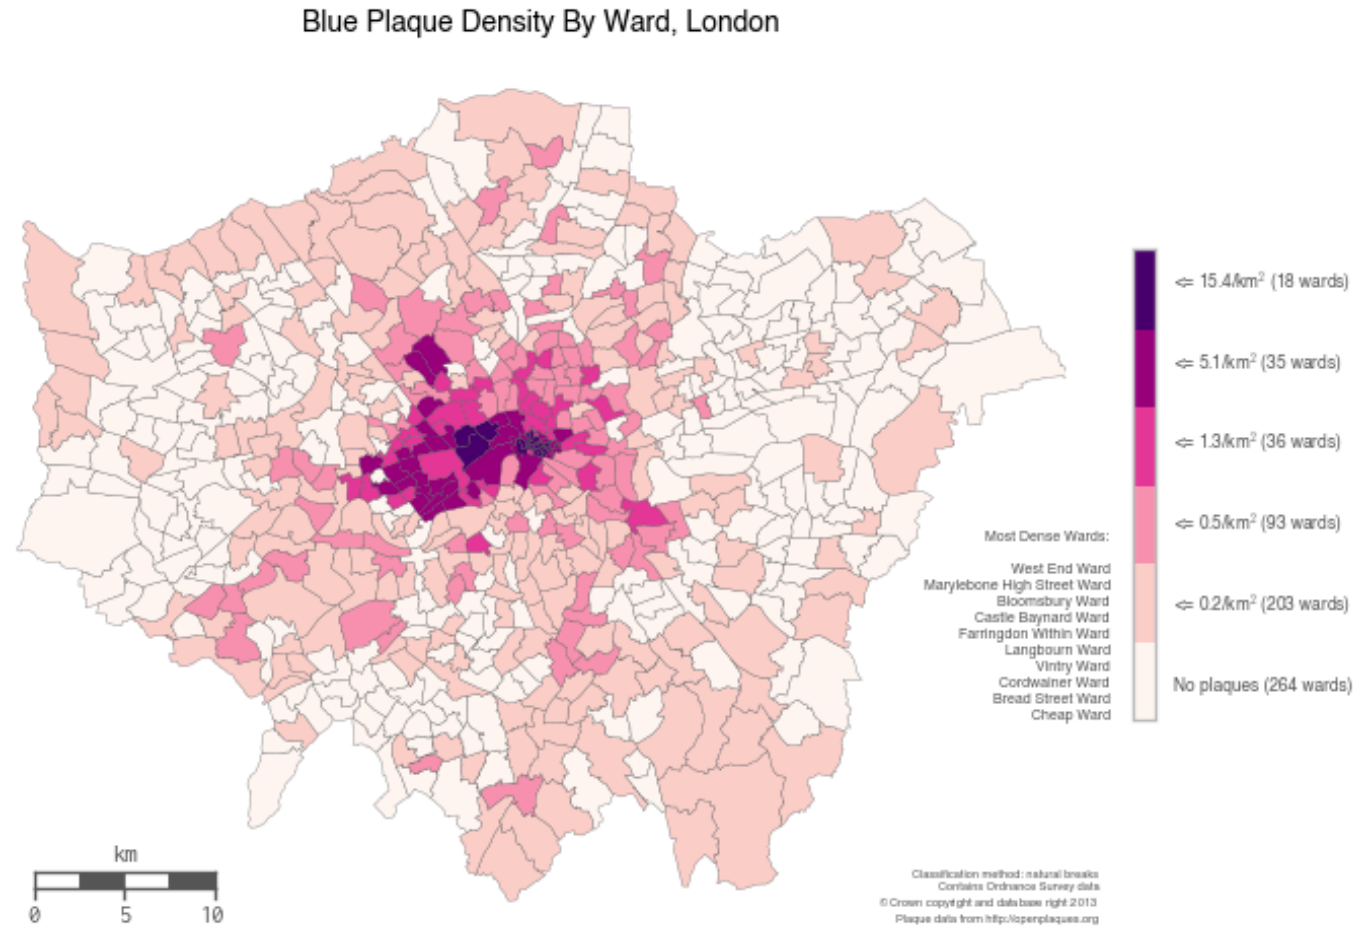 Blue Plaque Density By Ward, London
<= 15.4/km² (18 wards)
<= 5.1/km² (35 wards)
<= 1.3/km² (36 wards)
<= 0.5/km² (93 wards)
<= 0.2/km² (203 wards)
No plaques (264 wards)
Most Dense Wards:
West End Ward
Marylebone High Street Ward
Bloomsbury Ward
Castle Baynard Ward
Farringdon Within Ward
Langbourn Ward
Vintry Ward
Cordwainer Ward
Bread Street Ward
Cheap Ward
km
0 5 10
Classification method: natural breaks
Contains Ordnance Survey data
© Crown copyright and database right 2013
Plaque data from http://openplaques.org